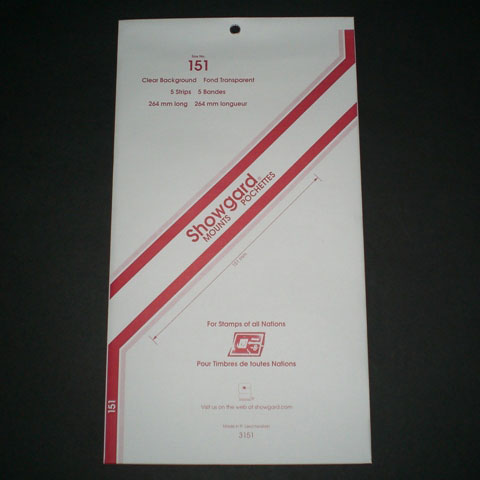 151
Clear Background Fond Transparent
5 Strips 5 Bandes
264 mm long 264 mm longueur
Showgard
MOUNTS POCHETTES
151 mm
For Stamps of all Nations
Pour Timbres de toutes Nations
Visit us on the web at showgard.com
3151
151